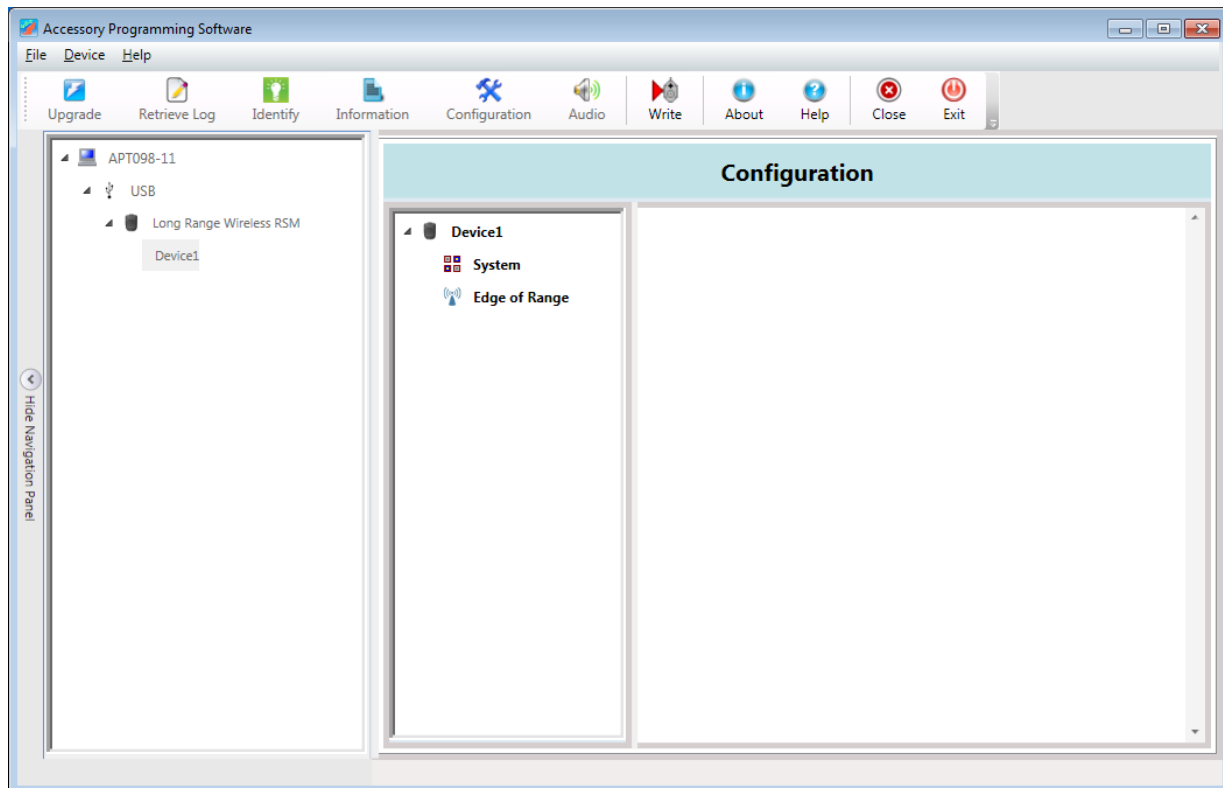 Accessory Programming Software
File Device Help
Upgrade Retrieve Log Identify Information Configuration Audio Write About Help Close Exit
APT098-11
USB
Long Range Wireless RSM
Device1
Hide Navigation Panel
Configuration
Device1
System
Edge of Range